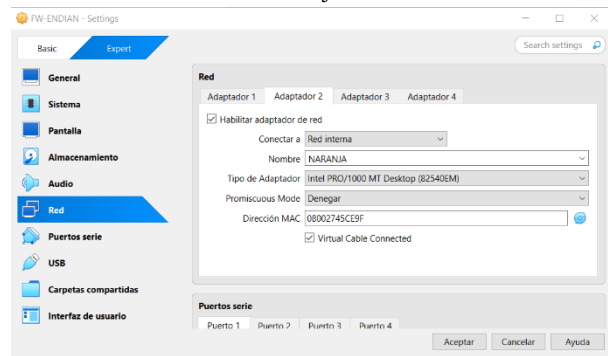 FW-ENDIAN - Settings
Basic Expert Search settings
General
Sistema
Pantalla
Almacenamiento
Audio
Red
Puertos serie
USB
Carpetas compartidas
Interfaz de usuario
Red
Adaptador 1 Adaptador 2 Adaptador 3 Adaptador 4
Habilitar adaptador de red
Conectar a Red interna
Nombre NARANJA
Tipo de Adaptador Intel PRO/1000 MT Desktop (82540EM)
Promiscuous Mode Denegar
Dirección MAC 08002745CE9F
Virtual Cable Connected
Puertos serie
Puerto 1 Puerto 2 Puerto 3 Puerto 4
Aceptar Cancelar Ayuda